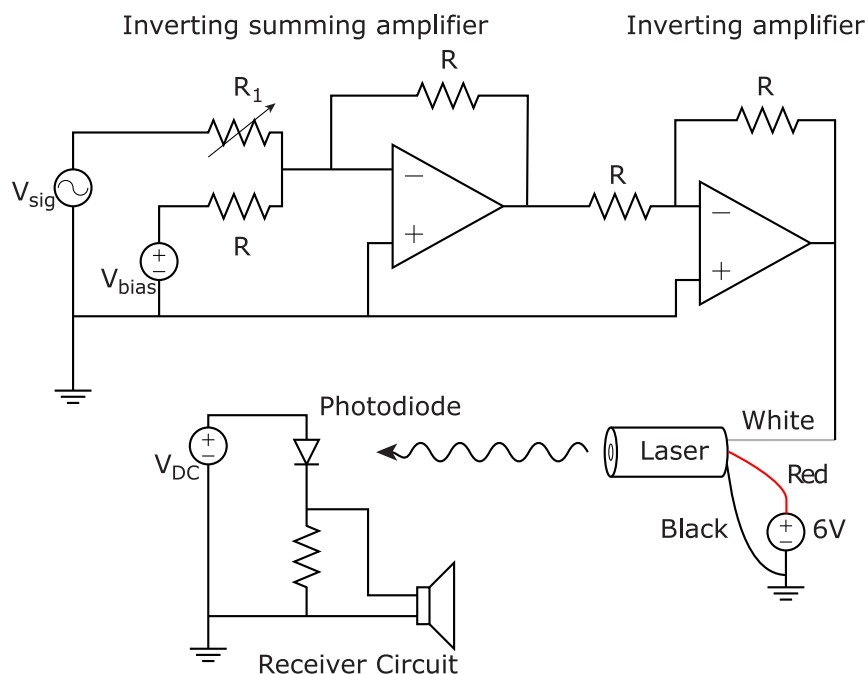 Inverting summing amplifier
Inverting amplifier
R
R1
R
Vsig
R
R
Vbias
−
+
−
+
+
−
Photodiode
White
VDC
+
−
Laser
Red
Black
+
−
6V
Receiver Circuit